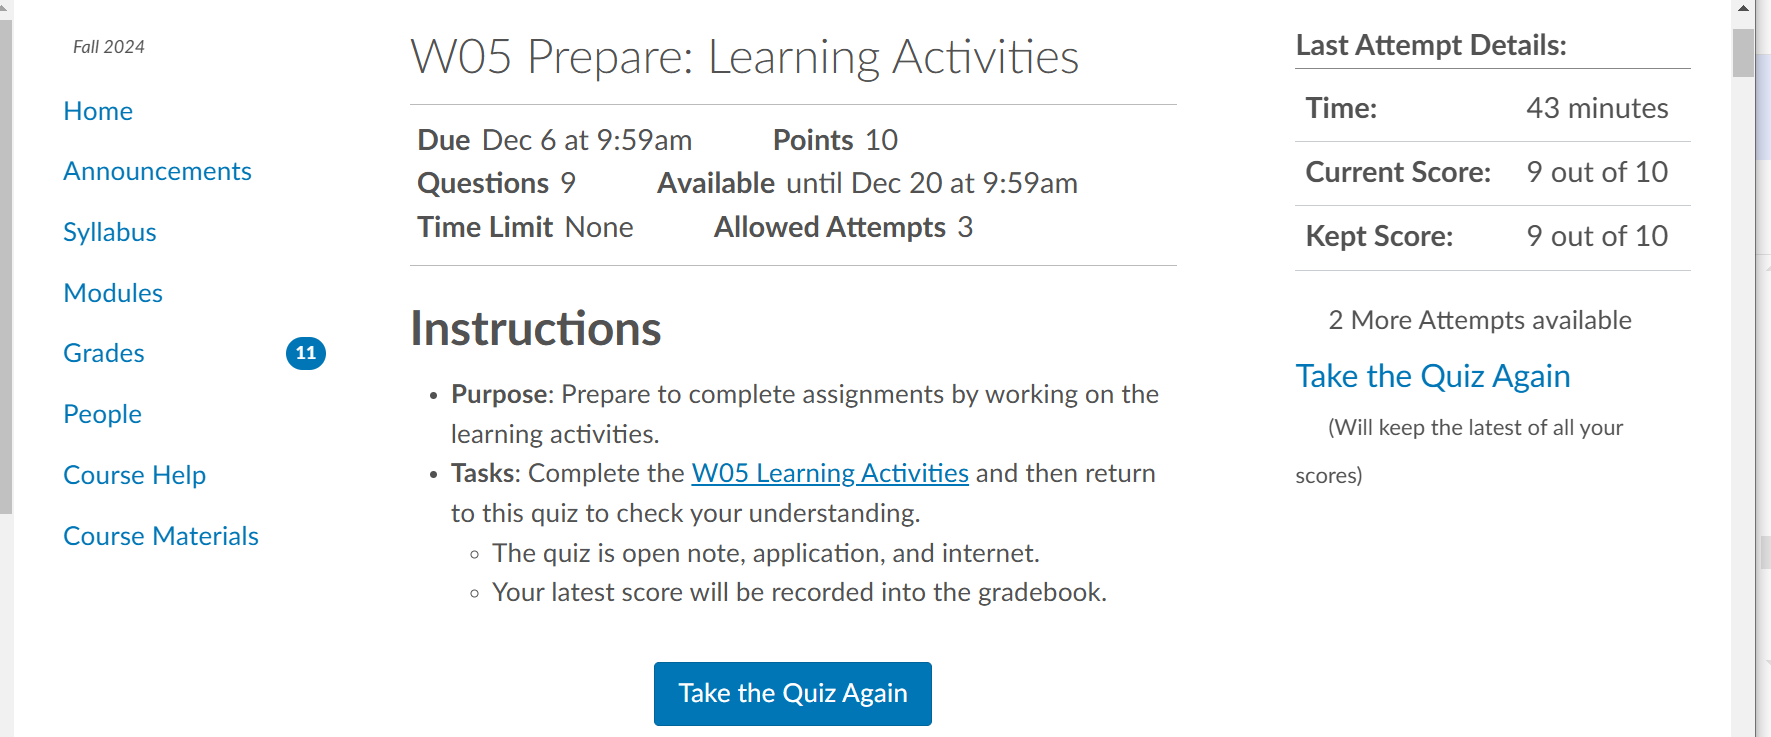 Fall 2024
Home
Announcements
Syllabus
Modules
Grades
11
People
Course Help
Course Materials
W05 Prepare: Learning Activities
Due Dec 6 at 9:59am Points 10
Questions 9 Available until Dec 20 at 9:59am
Time Limit None Allowed Attempts 3
Instructions
• Purpose: Prepare to complete assignments by working on the
learning activities.
• Tasks: Complete the W05 Learning Activities and then return
to this quiz to check your understanding.
◦ The quiz is open note, application, and internet.
◦ Your latest score will be recorded into the gradebook.
Take the Quiz Again
Last Attempt Details:
Time: 43 minutes
Current Score: 9 out of 10
Kept Score: 9 out of 10
2 More Attempts available
Take the Quiz Again
(Will keep the latest of all your
scores)